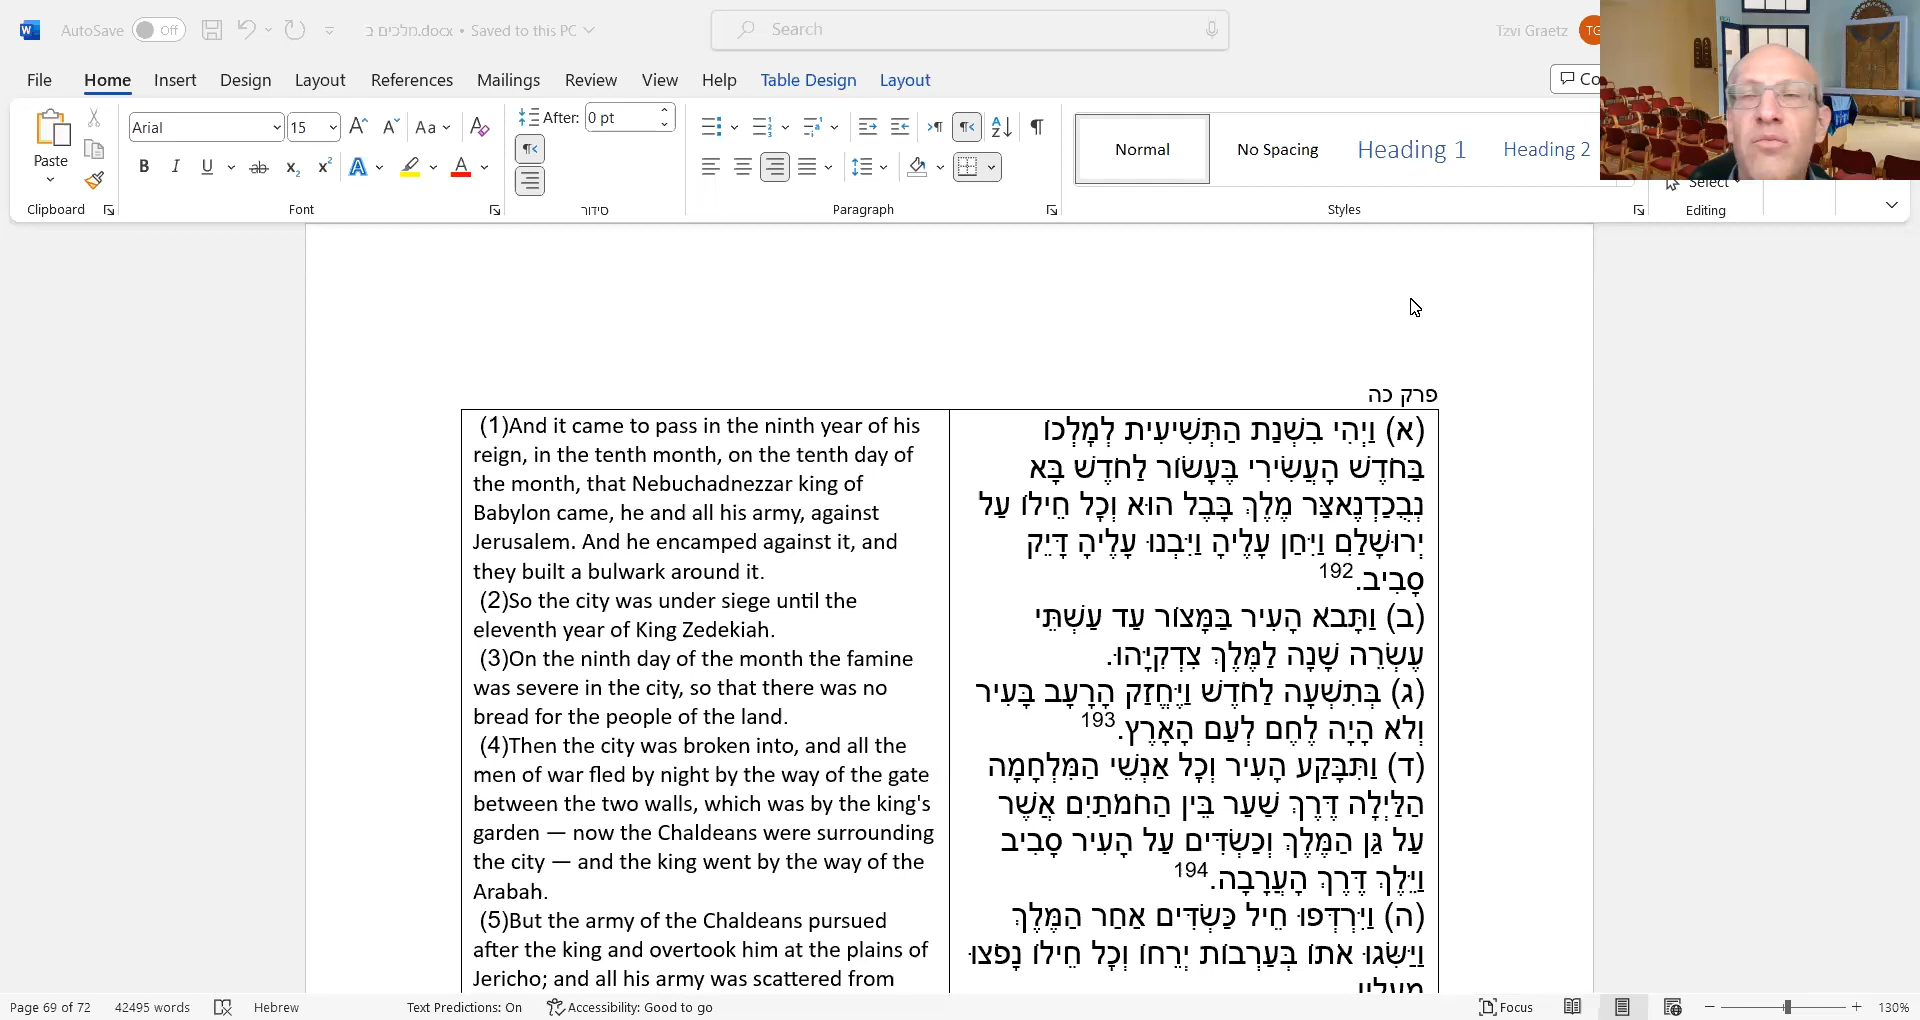 AutoSave Off מלכים ב.docx • Saved to this PC Search Tzvi Graetz TG
File Home Insert Design Layout References Mailings Review View Help Table Design Layout Co
Paste Arial 15 Aa After: 0 pt Normal No Spacing Heading 1 Heading 2
B I U ab x₂ x² A A Select
Clipboard Font סידור Paragraph Styles Editing
פרק כה
(1)And it came to pass in the ninth year of his
reign, in the tenth month, on the tenth day of
the month, that Nebuchadnezzar king of
Babylon came, he and all his army, against
Jerusalem. And he encamped against it, and
they built a bulwark around it.
(2)So the city was under siege until the
eleventh year of King Zedekiah.
(3)On the ninth day of the month the famine
was severe in the city, so that there was no
bread for the people of the land.
(4)Then the city was broken into, and all the
men of war fled by night by the way of the gate
between the two walls, which was by the king's
garden — now the Chaldeans were surrounding
the city — and the king went by the way of the
Arabah.
(5)But the army of the Chaldeans pursued
after the king and overtook him at the plains of
Jericho; and all his army was scattered from
(א) וַיְהִי בִשְׁנַת הַתְּשִׁיעִית לְמָלְכוֹ
בַּחֹדֶשׁ הָעֲשִׂירִי בֶּעָשׂוֹר לַחֹדֶשׁ בָּא
נְבֻכַדְנֶאצַּר מֶלֶךְ בָּבֶל הוּא וְכָל חֵילוֹ עַל
יְרוּשָׁלִַם וַיִּחַן עָלֶיהָ וַיִּבְנוּ עָלֶיהָ דָּיֵק
סָבִיב.192
(ב) וַתָּבֹא הָעִיר בַּמָּצוֹר עַד עַשְׁתֵּי
עֶשְׂרֵה שָׁנָה לַמֶּלֶךְ צִדְקִיָּהוּ.
(ג) בְּתִשְׁעָה לַחֹדֶשׁ וַיֶּחֱזַק הָרָעָב בָּעִיר
וְלֹא הָיָה לֶחֶם לְעַם הָאָרֶץ.193
(ד) וַתִּבָּקַע הָעִיר וְכָל אַנְשֵׁי הַמִּלְחָמָה
הַלַּיְלָה דֶּרֶךְ שַׁעַר בֵּין הַחֹמֹתַיִם אֲשֶׁר
עַל גַּן הַמֶּלֶךְ וְכַשְׂדִּים עַל הָעִיר סָבִיב
וַיֵּלֶךְ דֶּרֶךְ הָעֲרָבָה.194
(ה) וַיִּרְדְּפוּ חֵיל כַּשְׂדִּים אַחַר הַמֶּלֶךְ
וַיַּשִּׂגוּ אֹתוֹ בְּעַרְבוֹת יְרֵחוֹ וְכָל חֵילוֹ נָפֹצוּ
Page 69 of 72 42495 words Hebrew Text Predictions: On Accessibility: Good to go Focus 130%